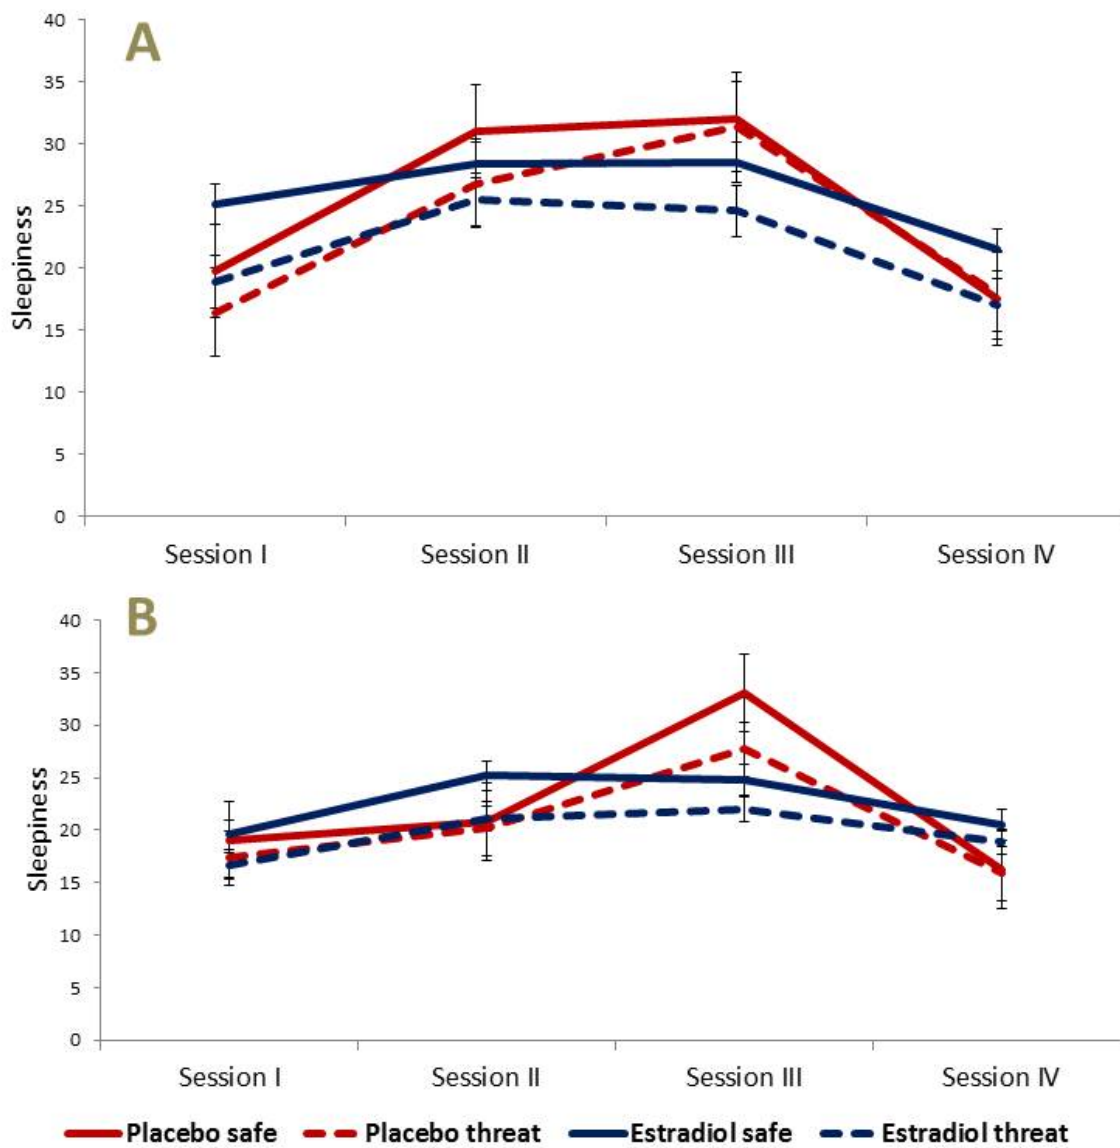 A
40
35
30
25
20
15
10
5
0
Sleepiness
Session I Session II Session III Session IV
B
40
35
30
25
20
15
10
5
0
Sleepiness
Session I Session II Session III Session IV
Placebo safe Placebo threat Estradiol safe Estradiol threat